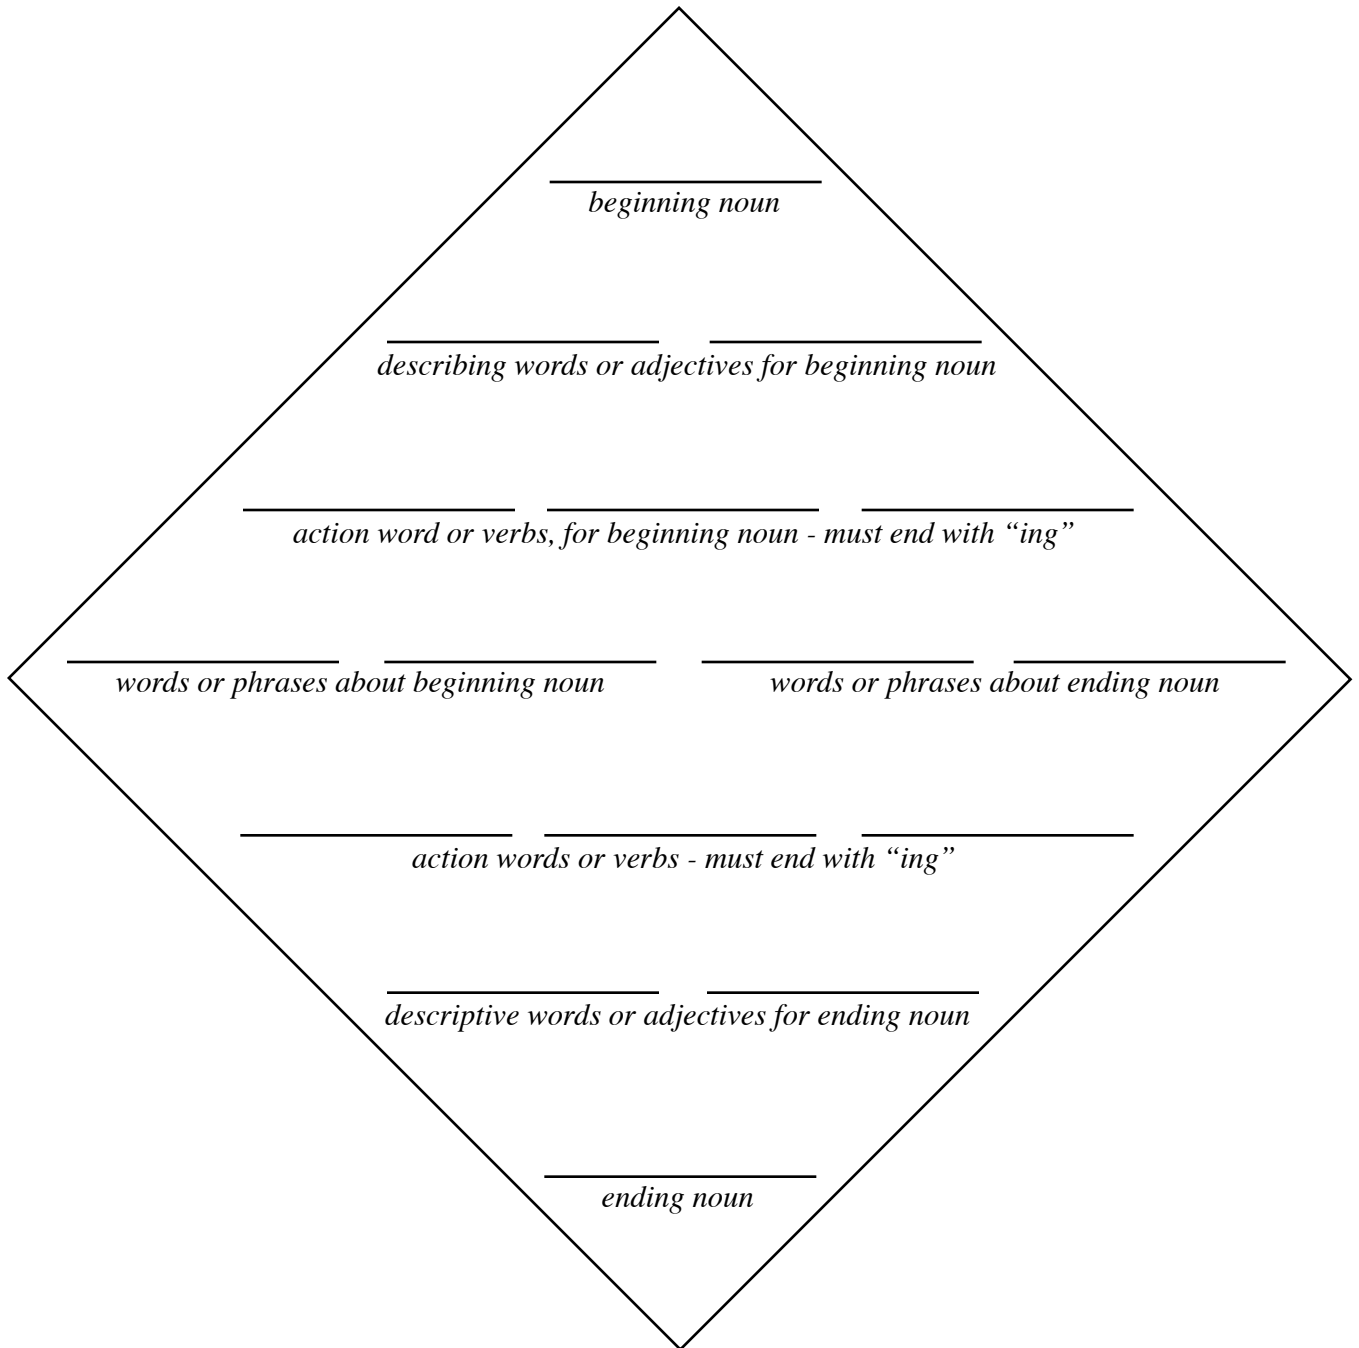 beginning noun
describing words or adjectives for beginning noun
action word or verbs, for beginning noun - must end with “ing”
words or phrases about beginning noun words or phrases about ending noun
action words or verbs - must end with “ing”
descriptive words or adjectives for ending noun
ending noun